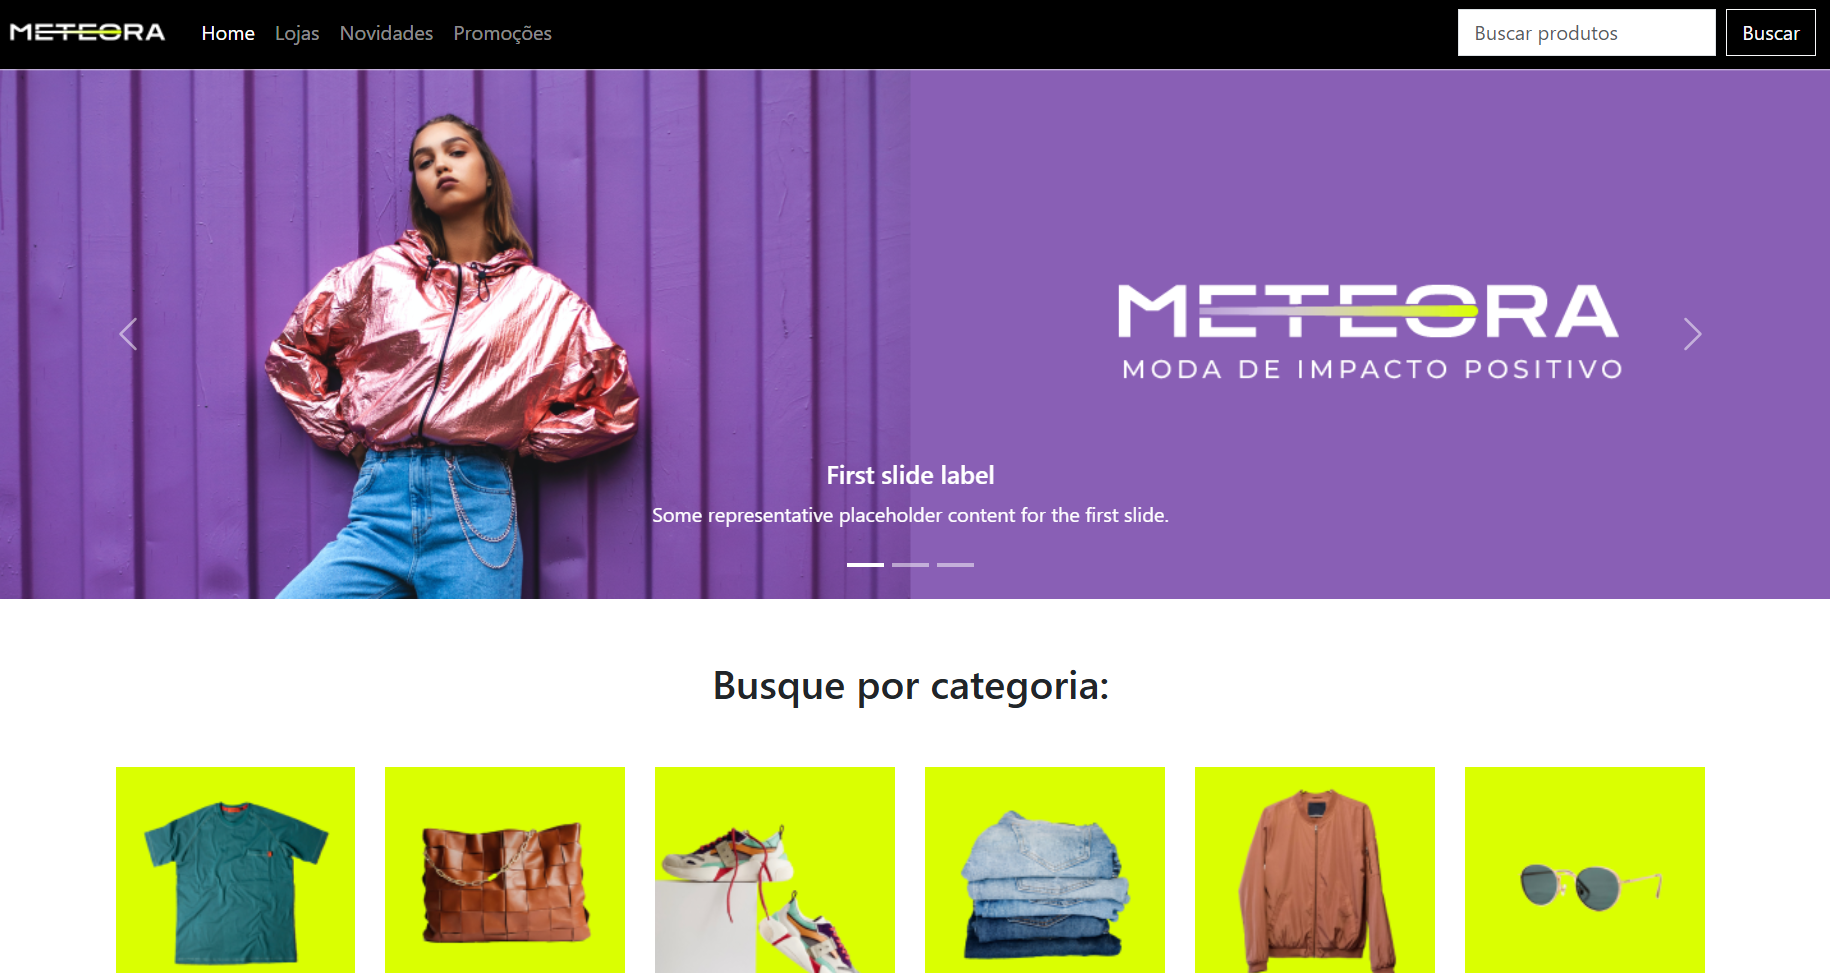 METEORA Home Lojas Novidades Promoções Buscar produtos Buscar
METEORA
MODA DE IMPACTO POSITIVO
First slide label
Some representative placeholder content for the first slide.
Busque por categoria: